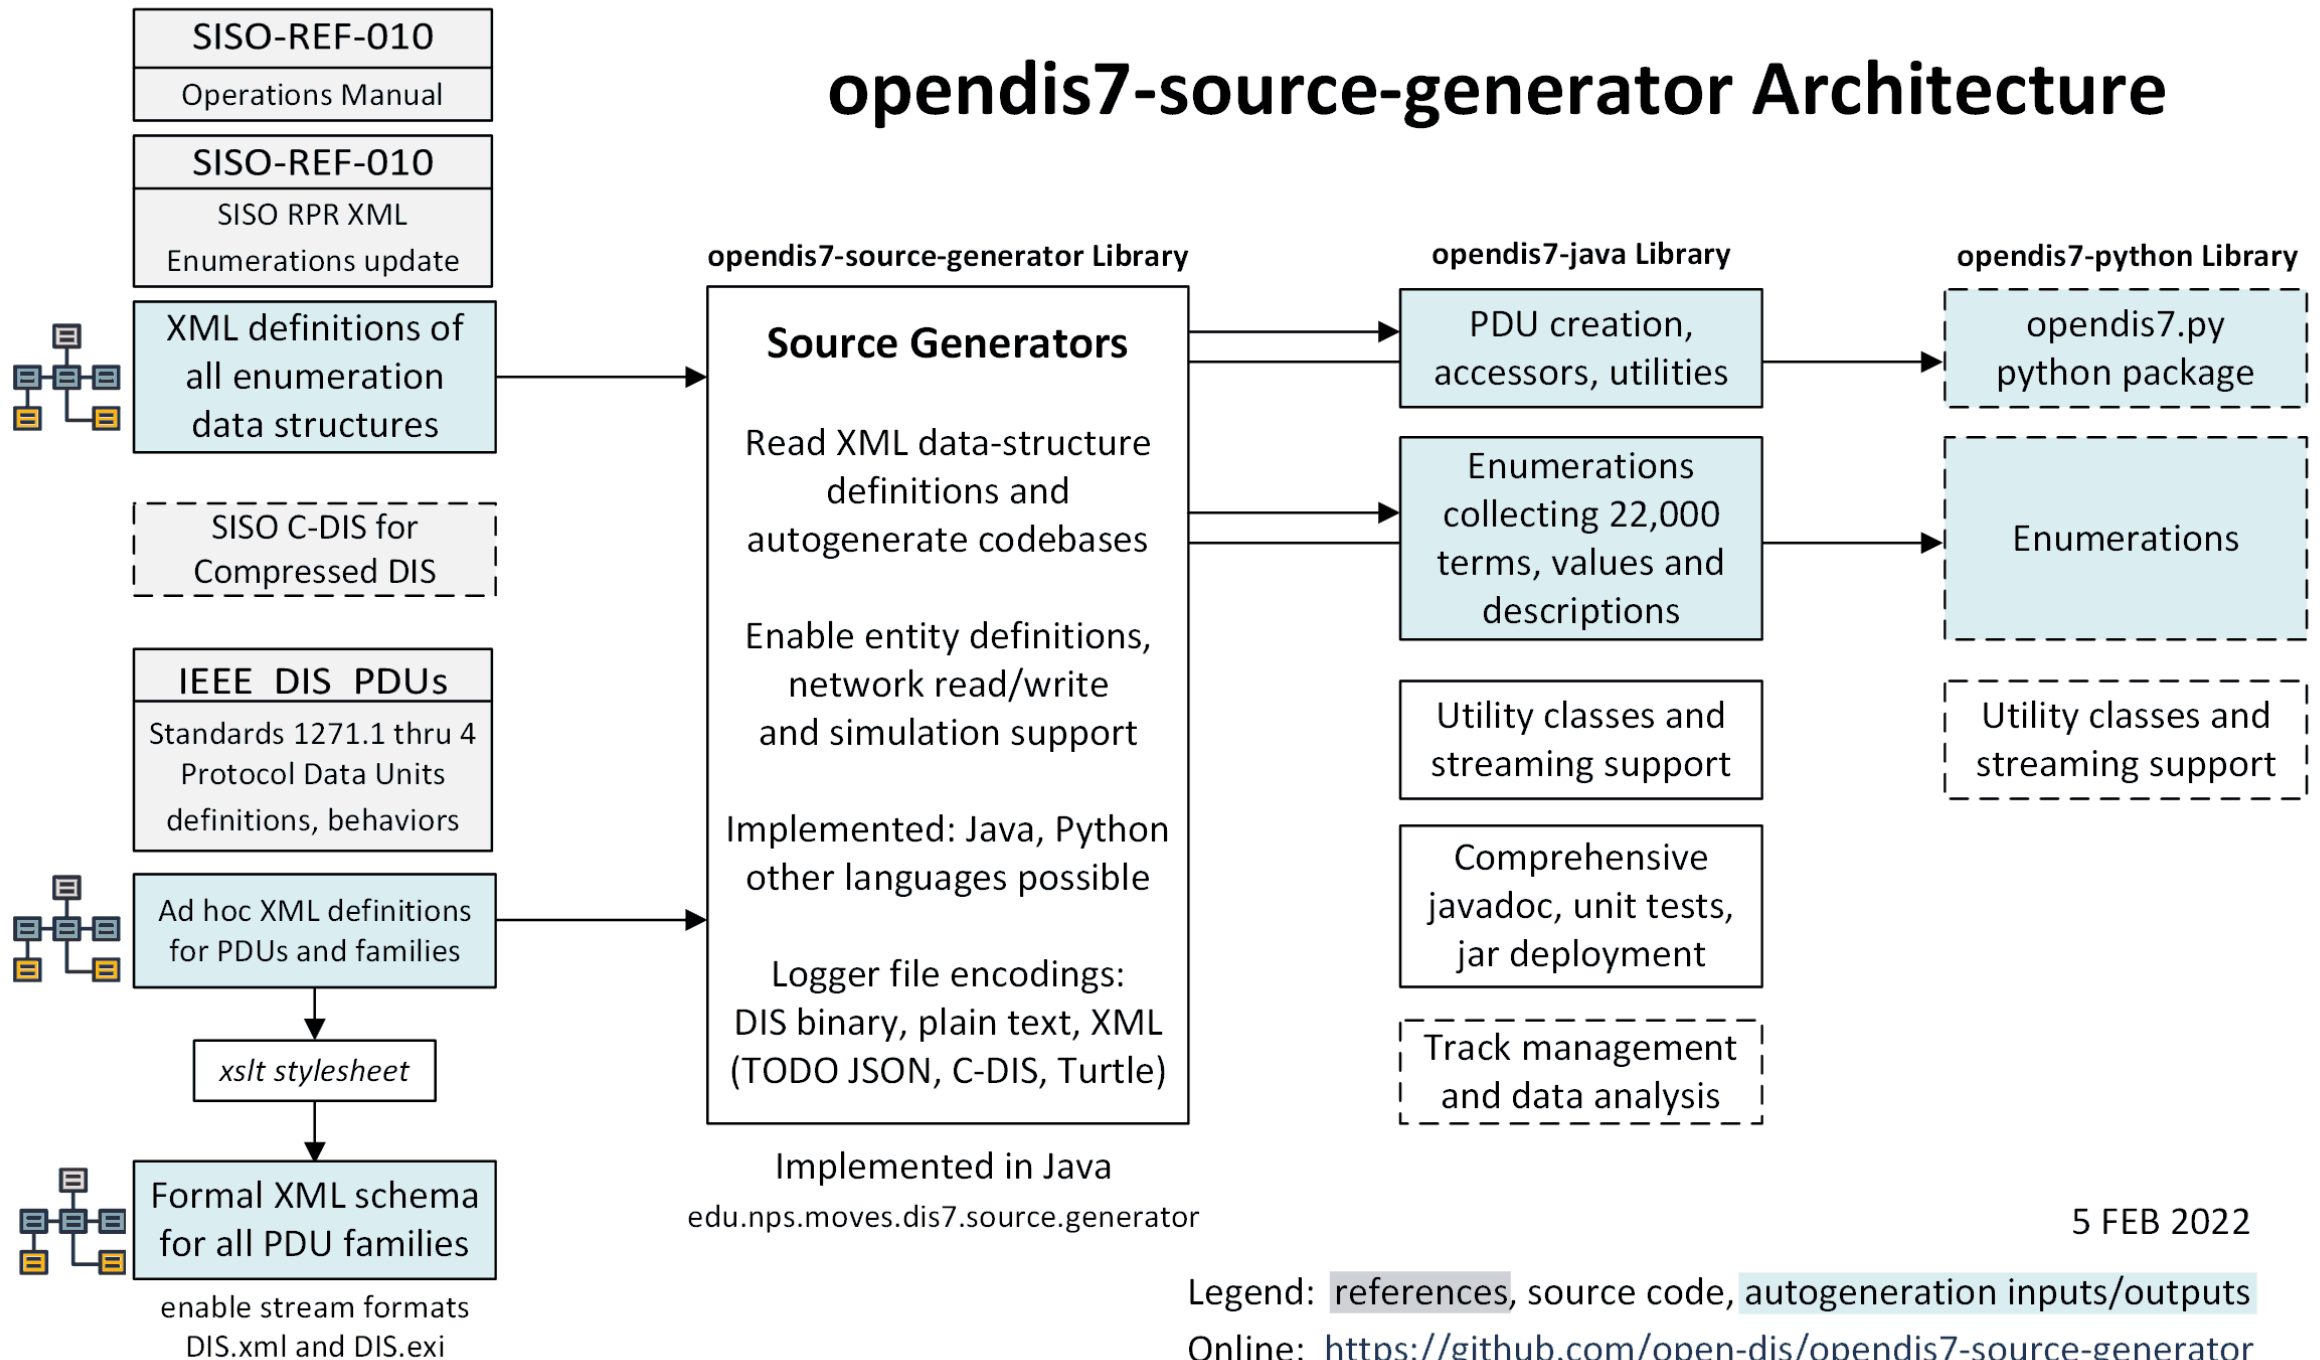 opendis7-source-generator Architecture
SISO-REF-010
Operations Manual
SISO-REF-010
SISO RPR XML
Enumerations update
XML definitions of
all enumeration
data structures
SISO C-DIS for
Compressed DIS
IEEE DIS PDUs
Standards 1271.1 thru 4
Protocol Data Units
definitions, behaviors
Ad hoc XML definitions
for PDUs and families
xslt stylesheet
Formal XML schema
for all PDU families
enable stream formats
DIS.xml and DIS.exi
opendis7-source-generator Library
Source Generators
Read XML data-structure
definitions and
autogenerate codebases
Enable entity definitions,
network read/write
and simulation support
Implemented: Java, Python
other languages possible
Logger file encodings:
DIS binary, plain text, XML
(TODO JSON, C-DIS, Turtle)
Implemented in Java
edu.nps.moves.dis7.source.generator
opendis7-java Library
PDU creation,
accessors, utilities
Enumerations
collecting 22,000
terms, values and
descriptions
Utility classes and
streaming support
Comprehensive
javadoc, unit tests,
jar deployment
Track management
and data analysis
opendis7-python Library
opendis7.py
python package
Enumerations
Utility classes and
streaming support
5 FEB 2022
Legend: references, source code, autogeneration inputs/outputs
Online: https://github.com/open-dis/opendis7-source-generator